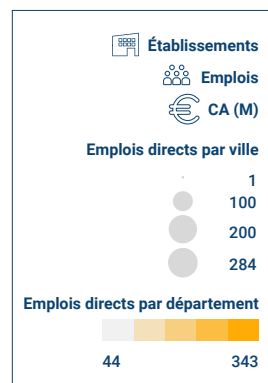 Établissements
Emplois
CA (M)
Emplois directs par ville
1
100
200
284
Emplois directs par département
44 343